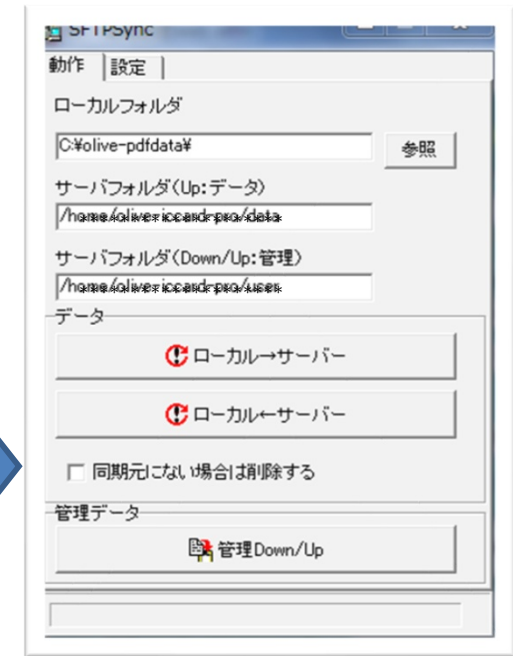 SFTPSync
動作
設定
ローカルフォルダ
C:¥olive-pdfdata¥
参照
サーバフォルダ(Up:データ)
サーバフォルダ(Down/Up:管理)
データ
ローカル→サーバー
ローカル←サーバー
同期元にない場合は削除する
管理データ
管理Down/Up